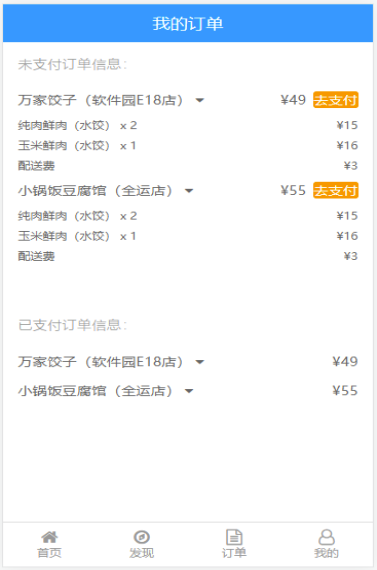 我的订单
未支付订单信息：
万家饺子（软件园E18店） ¥49 去支付
纯肉鲜肉（水饺） x 2 ¥15
玉米鲜肉（水饺） x 1 ¥16
配送费 ¥3
小锅饭豆腐馆（全运店） ¥55 去支付
纯肉鲜肉（水饺） x 2 ¥15
玉米鲜肉（水饺） x 1 ¥16
配送费 ¥3
已支付订单信息：
万家饺子（软件园E18店） ¥49
小锅饭豆腐馆（全运店） ¥55
首页 发现 订单 我的